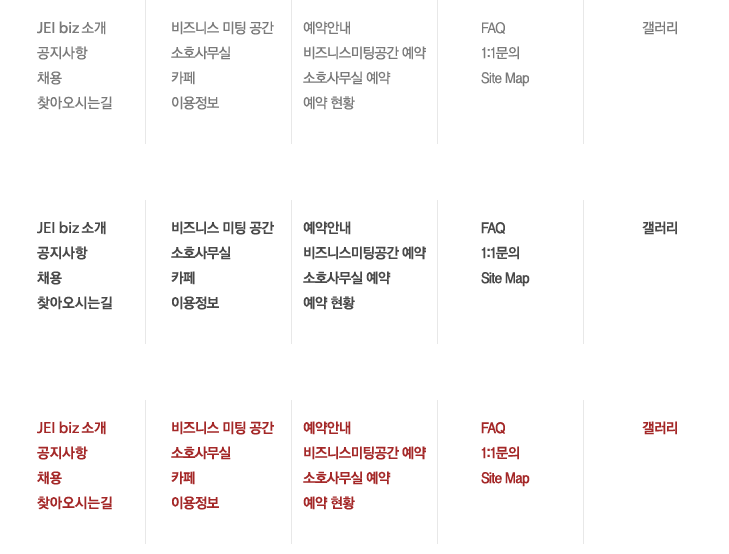 JEI biz 소개
공지사항
채용
찾아오시는길
비즈니스 미팅 공간
소호사무실
카페
이용정보
예약안내
비즈니스미팅공간 예약
소호사무실 예약
예약 현황
FAQ
1:1문의
Site Map
갤러리
JEI biz 소개
공지사항
채용
찾아오시는길
비즈니스 미팅 공간
소호사무실
카페
이용정보
예약안내
비즈니스미팅공간 예약
소호사무실 예약
예약 현황
FAQ
1:1문의
Site Map
갤러리
JEI biz 소개
공지사항
채용
찾아오시는길
비즈니스 미팅 공간
소호사무실
카페
이용정보
예약안내
비즈니스미팅공간 예약
소호사무실 예약
예약 현황
FAQ
1:1문의
Site Map
갤러리